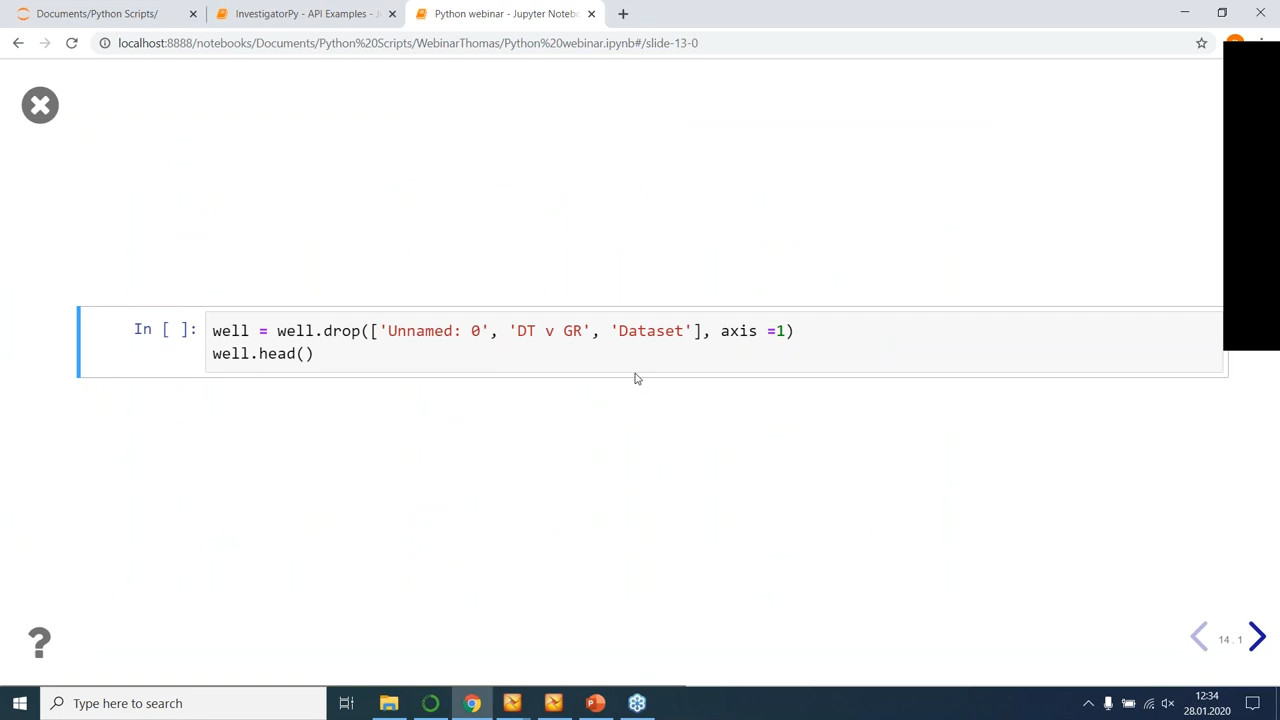 Documents/Python Scripts/
InvestigatorPy - API Examples - J
Python webinar - Jupyter Notebo
localhost:8888/notebooks/Documents/Python%20Scripts/WebinarThomas/Python%20webinar.ipynb#/slide-13-0
In [ ]:
well = well.drop(['Unnamed: 0', 'DT v GR', 'Dataset'], axis =1)
well.head()
?
14 . 1
Type here to search
12:34
28.01.2020